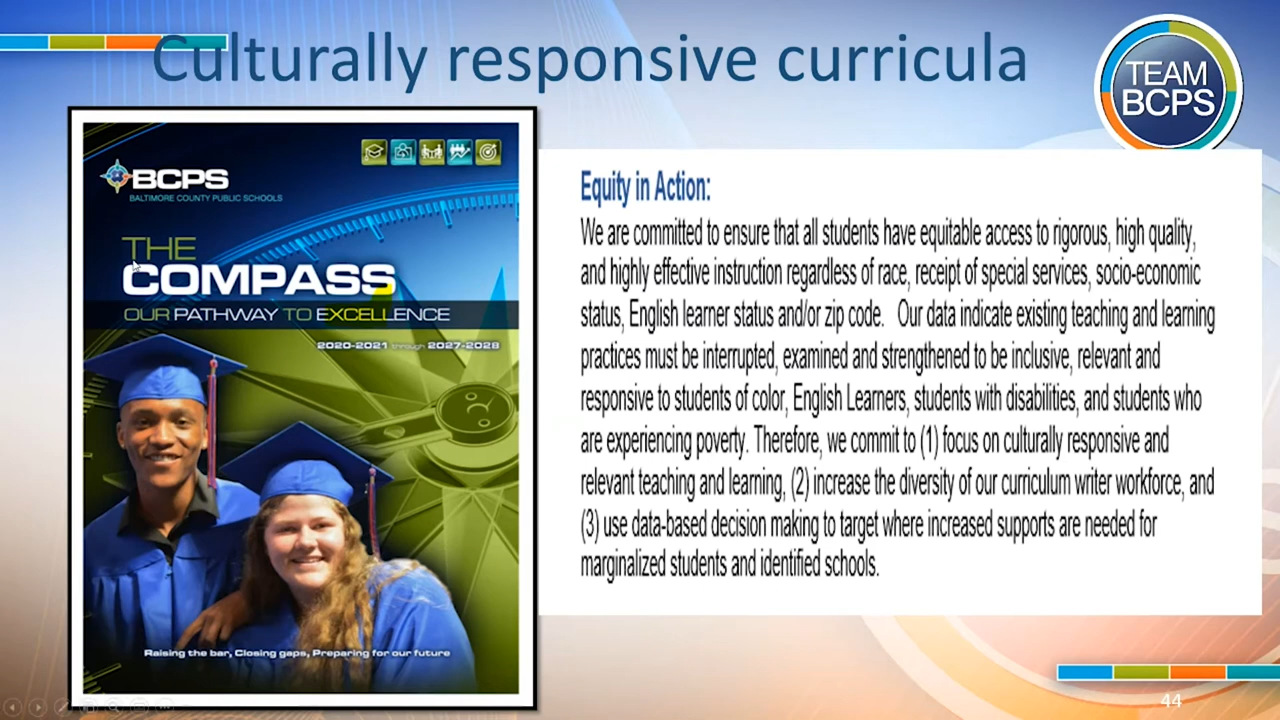 Culturally responsive curricula
TEAM
BCPS
BCPS
BALTIMORE COUNTY PUBLIC SCHOOLS
THE
COMPASS
OUR PATHWAY TO EXCELLENCE
2020-2021 through 2027-2028
Raising the bar, Closing gaps, Preparing for our future
Equity in Action:
We are committed to ensure that all students have equitable access to rigorous, high quality,
and highly effective instruction regardless of race, receipt of special services, socio-economic
status, English learner status and/or zip code. Our data indicate existing teaching and learning
practices must be interrupted, examined and strengthened to be inclusive, relevant and
responsive to students of color, English Learners, students with disabilities, and students who
are experiencing poverty. Therefore, we commit to (1) focus on culturally responsive and
relevant teaching and learning, (2) increase the diversity of our curriculum writer workforce, and
(3) use data-based decision making to target where increased supports are needed for
marginalized students and identified schools.
44